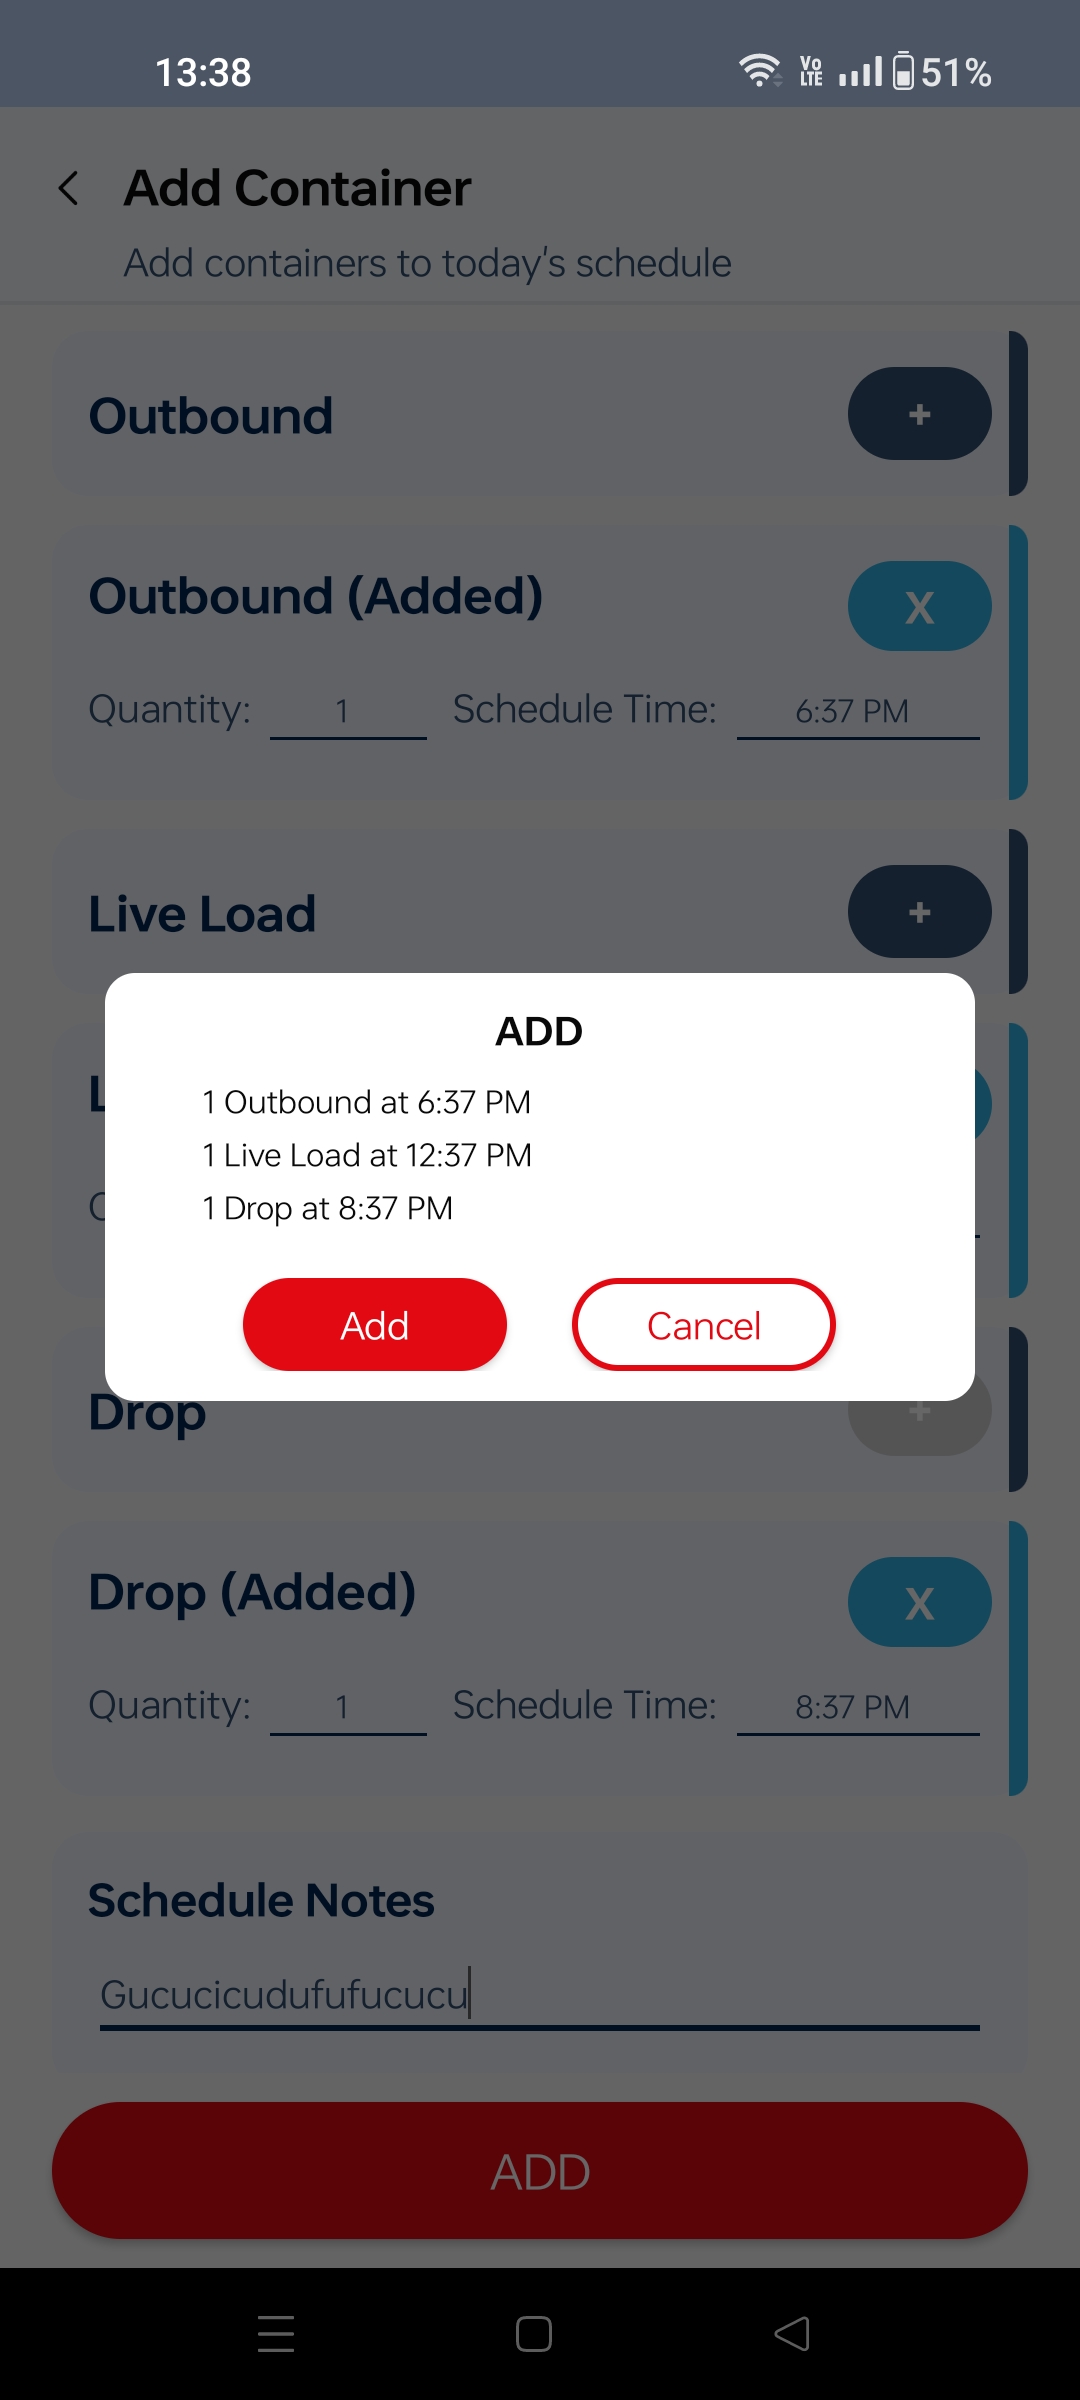 13:38
Vo LTE 51%
Add Container
Add containers to today's schedule
Outbound
+
Outbound (Added)
X
Quantity: 1 Schedule Time: 6:37 PM
Live Load
+
ADD
1 Outbound at 6:37 PM
1 Live Load at 12:37 PM
1 Drop at 8:37 PM
Add Cancel
Drop
+
Drop (Added)
X
Quantity: 1 Schedule Time: 8:37 PM
Schedule Notes
Gucucicudufufucucu
ADD